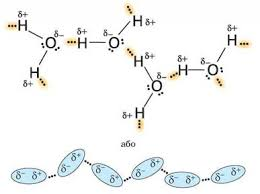 δ+ δ+ δ+
H H
δ− δ+ δ− H
O H O δ+
H δ+ δ− O
δ+ H H
δ− O
H
δ+
або
δ− δ+ δ− δ+ δ− δ+ δ− δ+ δ− δ+ δ− δ+